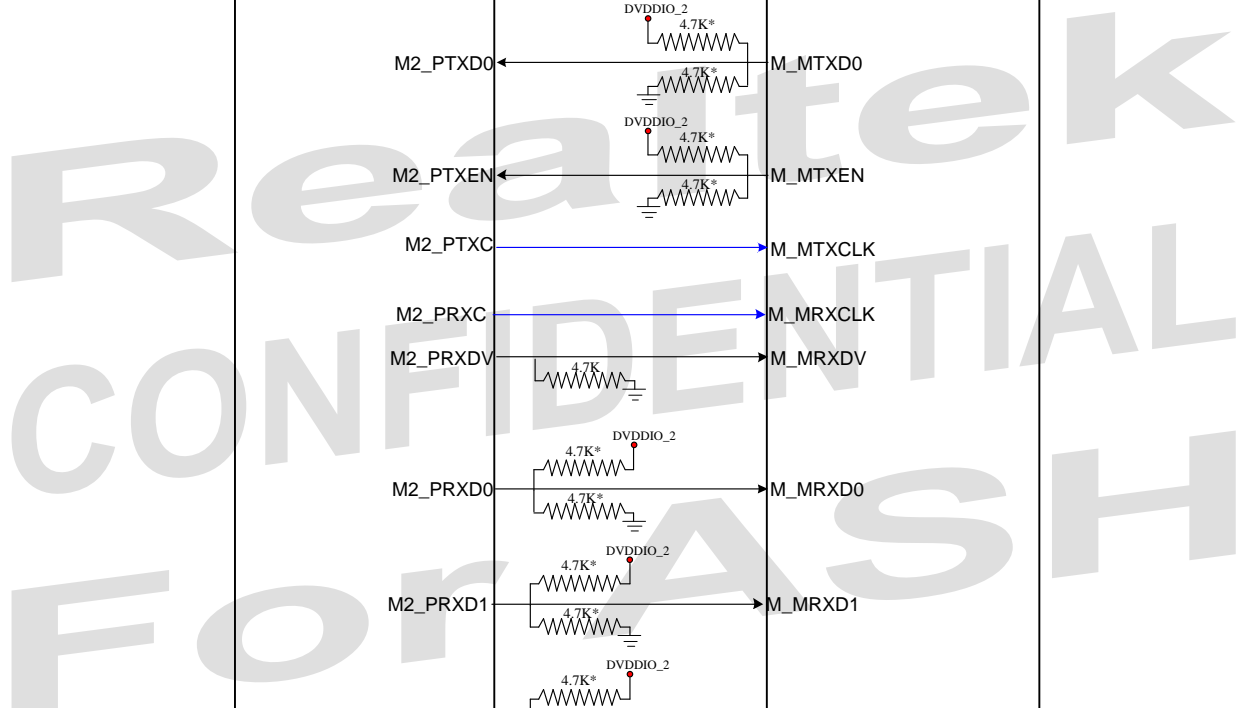 DVDDIO_2
4.7K*
M2_PTXD0
M_MTXD0
4.7K*
DVDDIO_2
4.7K*
M2_PTXEN
M_MTXEN
4.7K*
M2_PTXC
M_MTXCLK
M2_PRXC
M_MRXCLK
M2_PRXDV
M_MRXDV
4.7K
DVDDIO_2
4.7K*
M2_PRXD0
M_MRXD0
4.7K*
DVDDIO_2
4.7K*
M2_PRXD1
M_MRXD1
4.7K*
DVDDIO_2
4.7K*
Realtek
CONFIDENTIAL
For ASH